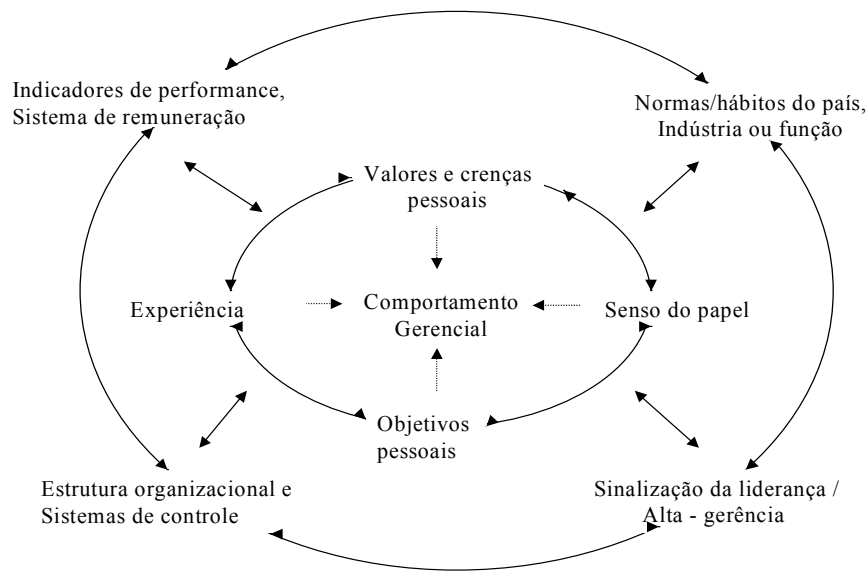 Indicadores de performance,
Sistema de remuneração
Normas/hábitos do país,
Indústria ou função
Valores e crenças
pessoais
Experiência
Comportamento
Gerencial
Senso do papel
Objetivos
pessoais
Estrutura organizacional e
Sistemas de controle
Sinalização da liderança /
Alta - gerência